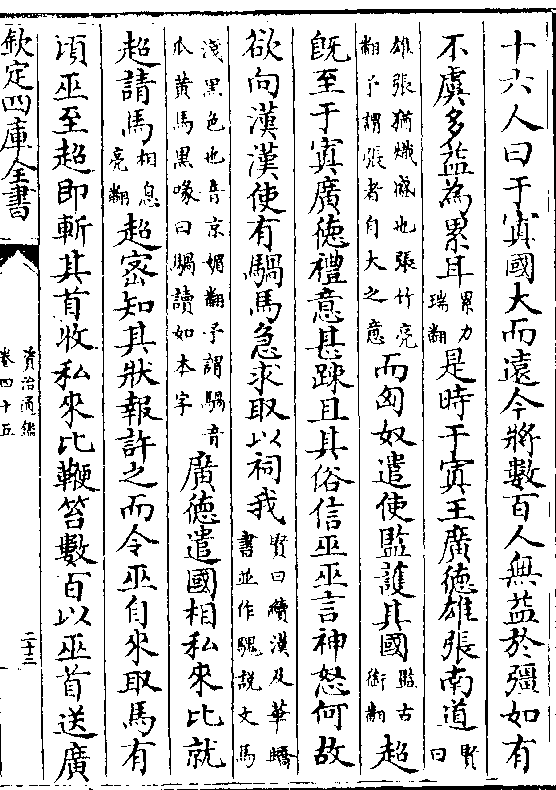 十六人曰于窴國大而遠今將數百人無益於彊如有
不虞多益為累耳累力瑞翻是時于窴王廣德雄張南道賢曰
雄張猶熾盛也張竹亮翻予謂張者自大之意而匈奴遣使監護其國監古銜翻超
既至于窴廣德禮意甚踈且其俗信巫巫言神怒何故
欲向漢漢使有騧馬急求取以祠我賢曰續漢及華嶠書並作騩説文馬
淺黑色也音京媚翻予謂騧音瓜黄馬黒喙曰騧讀如本字廣德遣國相私來比就
超請馬相息亮翻超密知其狀報許之而令巫自來取馬有
頃巫至超即斬其首收私來比鞭笞數百以巫首送廣
欽定四庫全書
資治通鑑
卷四十五
二十三